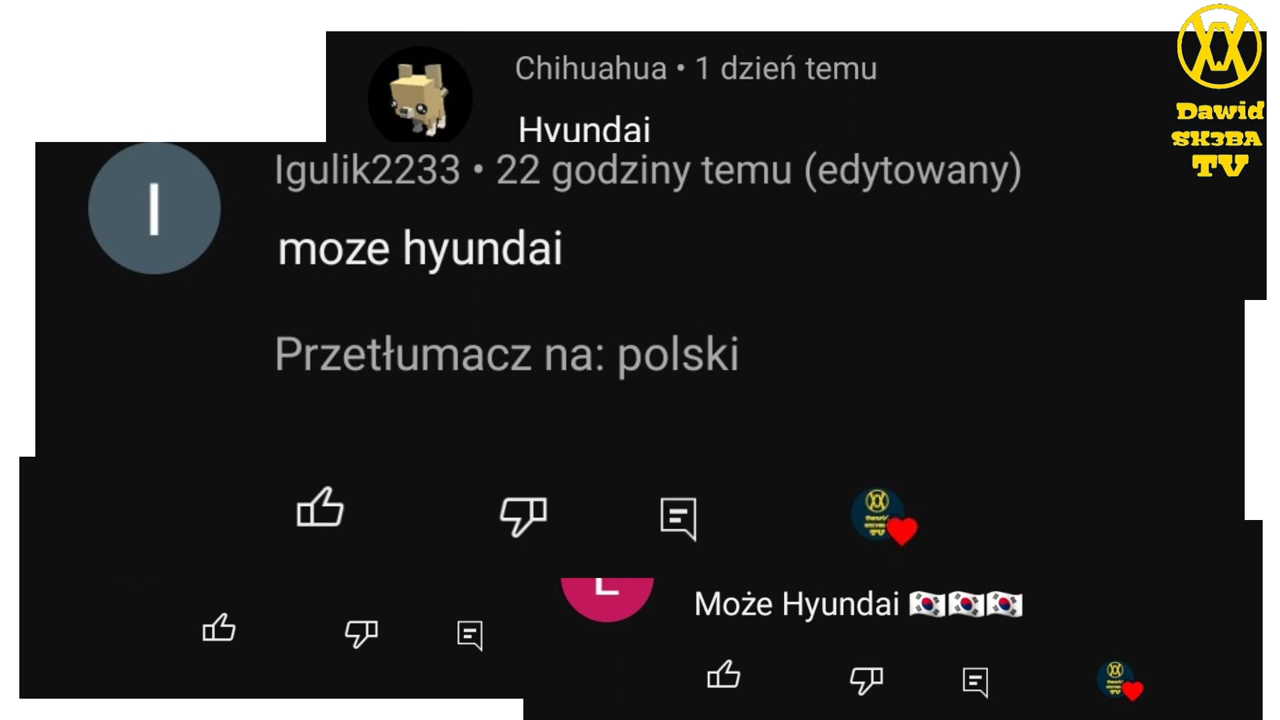 Chihuahua • 1 dzień temu
Hyundai
Dawid
SK3BA
TV
Igulik2233 • 22 godziny temu (edytowany)
I
moze hyundai
Przetłumacz na: polski
Może Hyundai 🇰🇷🇰🇷🇰🇷